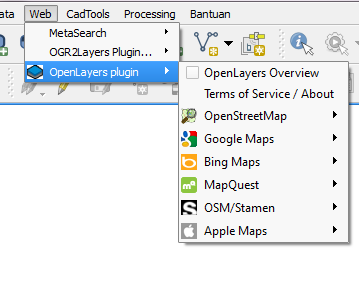 ata Web CadTools Processing Bantuan
MetaSearch
OGR2Layers Plugin...
OpenLayers plugin
OpenLayers Overview
Terms of Service / About
OpenStreetMap
Google Maps
Bing Maps
MapQuest
OSM/Stamen
Apple Maps